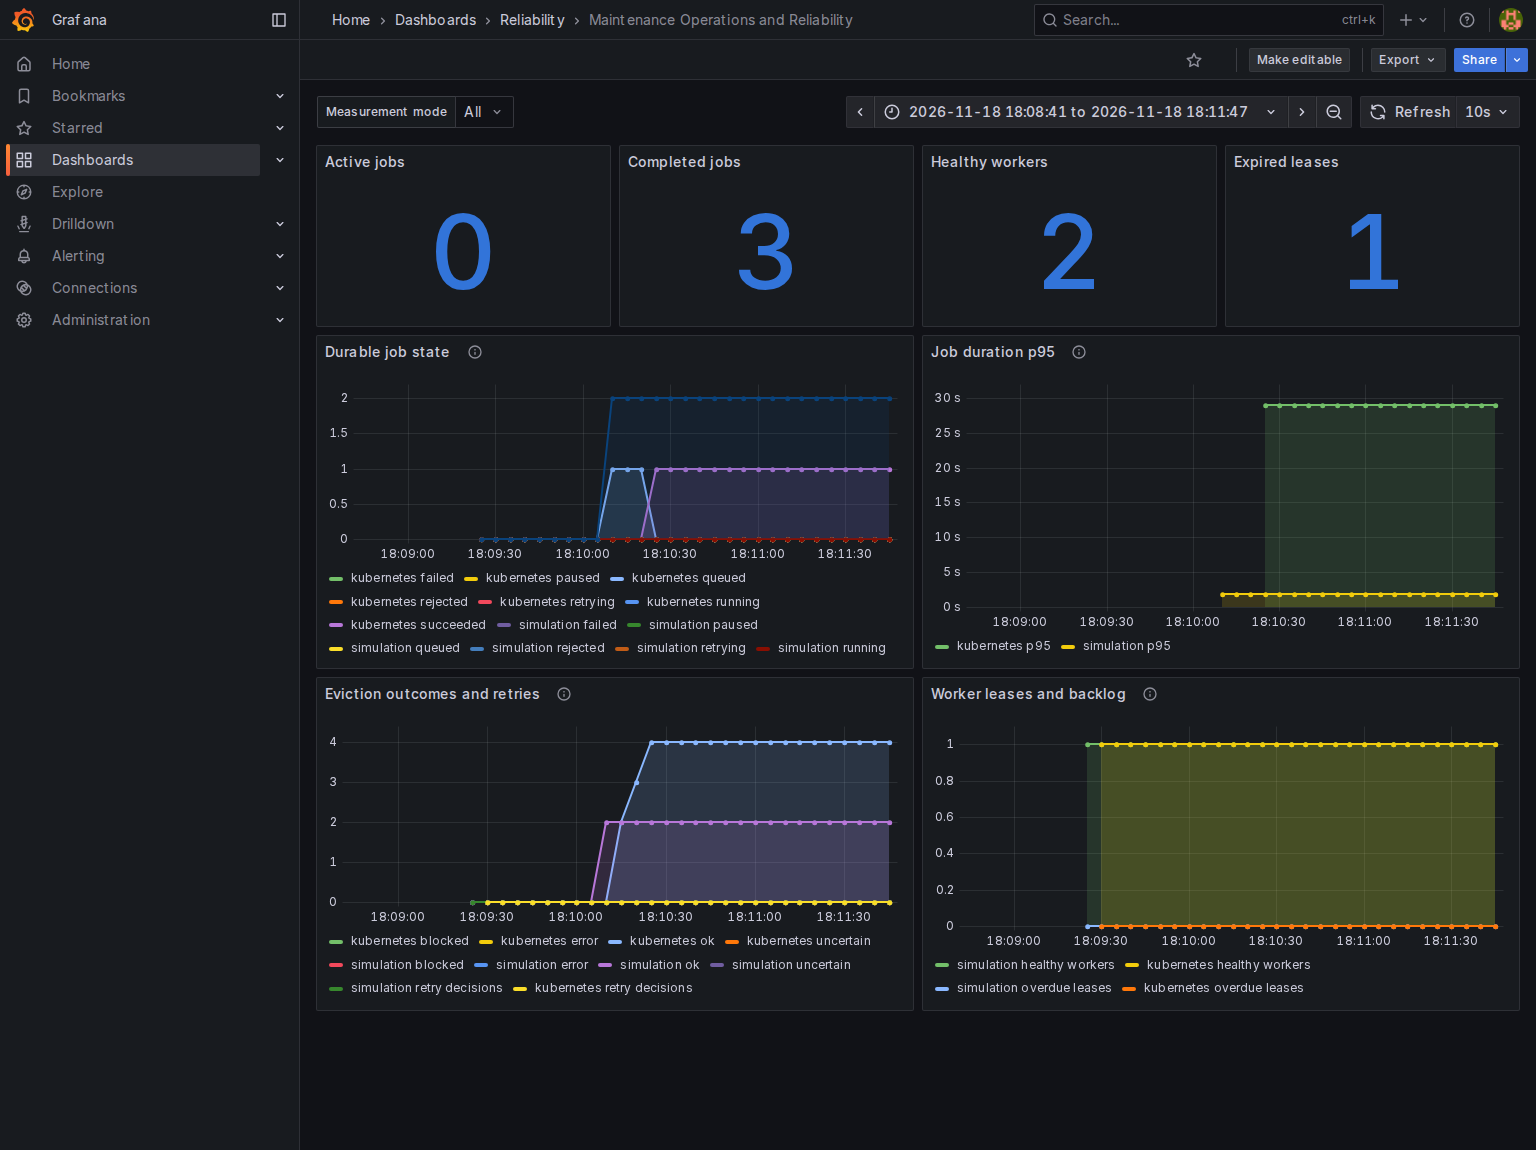 Grafana
Home › Dashboards › Reliability › Maintenance Operations and Reliability
Search...
ctrl+k
Home
Bookmarks
Starred
Dashboards
Explore
Drilldown
Alerting
Connections
Administration
Make editable
Export
Share
Measurement mode
All
2026-11-18 18:08:41 to 2026-11-18 18:11:47
Refresh
10s
Active jobs
0
Completed jobs
3
Healthy workers
2
Expired leases
1
Durable job state
2
1.5
1
0.5
0
18:09:00 18:09:30 18:10:00 18:10:30 18:11:00 18:11:30
kubernetes failed kubernetes paused kubernetes queued
kubernetes rejected kubernetes retrying kubernetes running
kubernetes succeeded simulation failed simulation paused
simulation queued simulation rejected simulation retrying simulation running
Job duration p95
30 s
25 s
20 s
15 s
10 s
5 s
0 s
18:09:00 18:09:30 18:10:00 18:10:30 18:11:00 18:11:30
kubernetes p95 simulation p95
Eviction outcomes and retries
4
3
2
1
0
18:09:00 18:09:30 18:10:00 18:10:30 18:11:00 18:11:30
kubernetes blocked kubernetes error kubernetes ok kubernetes uncertain
simulation blocked simulation error simulation ok simulation uncertain
simulation retry decisions kubernetes retry decisions
Worker leases and backlog
1
0.8
0.6
0.4
0.2
0
18:09:00 18:09:30 18:10:00 18:10:30 18:11:00 18:11:30
simulation healthy workers kubernetes healthy workers
simulation overdue leases kubernetes overdue leases